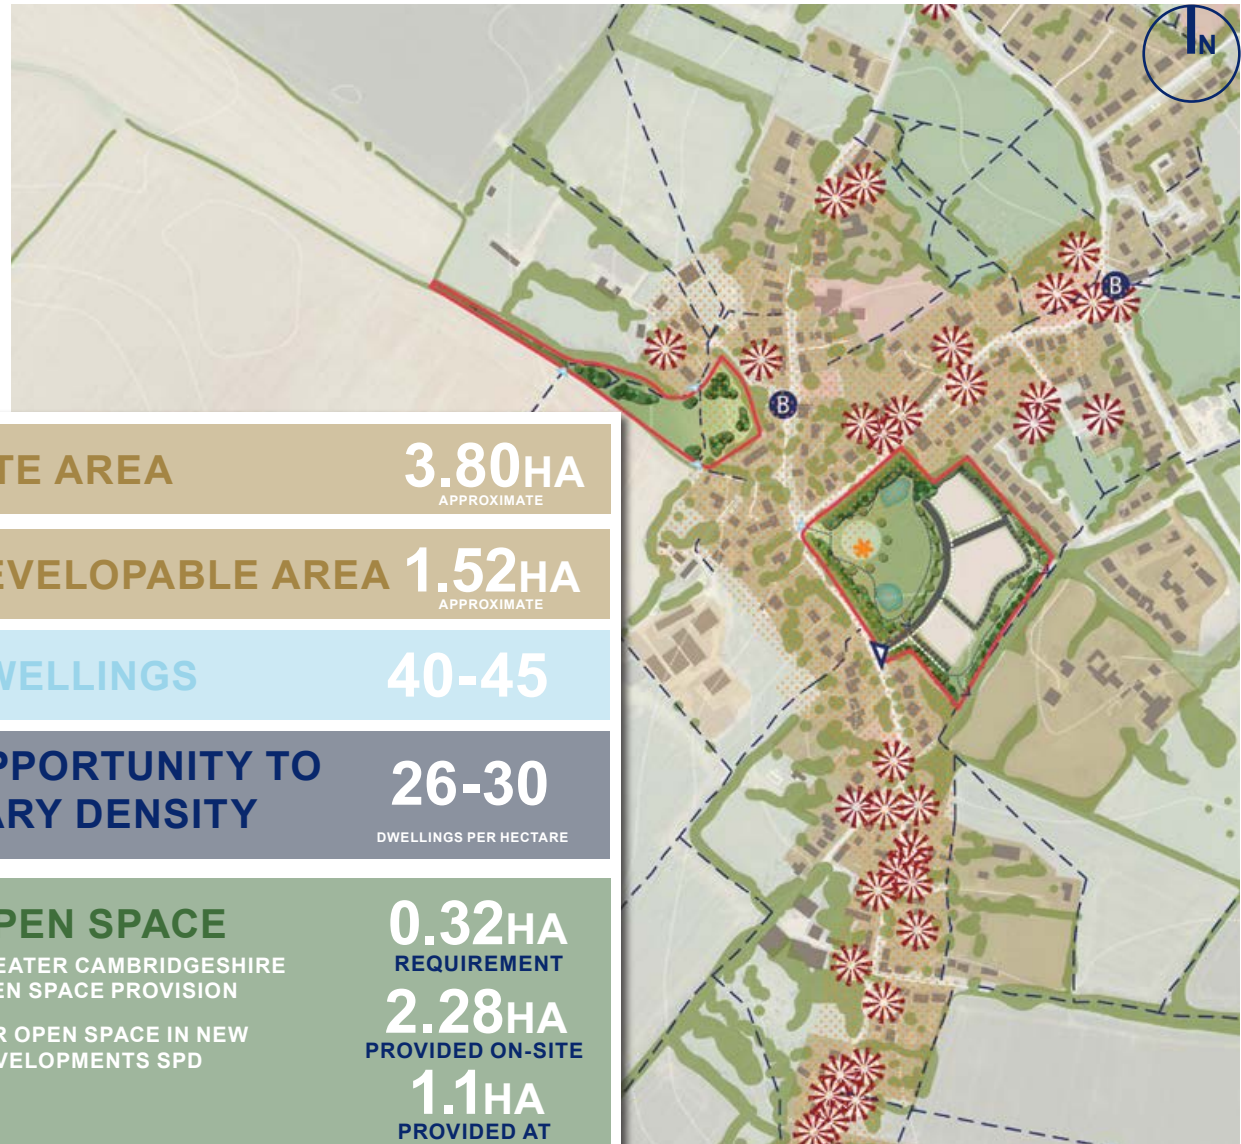 N
B
B
TE AREA
3.80HA
APPROXIMATE
EVELOPABLE AREA
1.52HA
APPROXIMATE
WELLINGS
40-45
PPORTUNITY TO
ARY DENSITY
26-30
DWELLINGS PER HECTARE
PEN SPACE
EATER CAMBRIDGESHIRE
EN SPACE PROVISION
R OPEN SPACE IN NEW
EVELOPMENTS SPD
0.32HA
REQUIREMENT
2.28HA
PROVIDED ON-SITE
1.1HA
PROVIDED AT